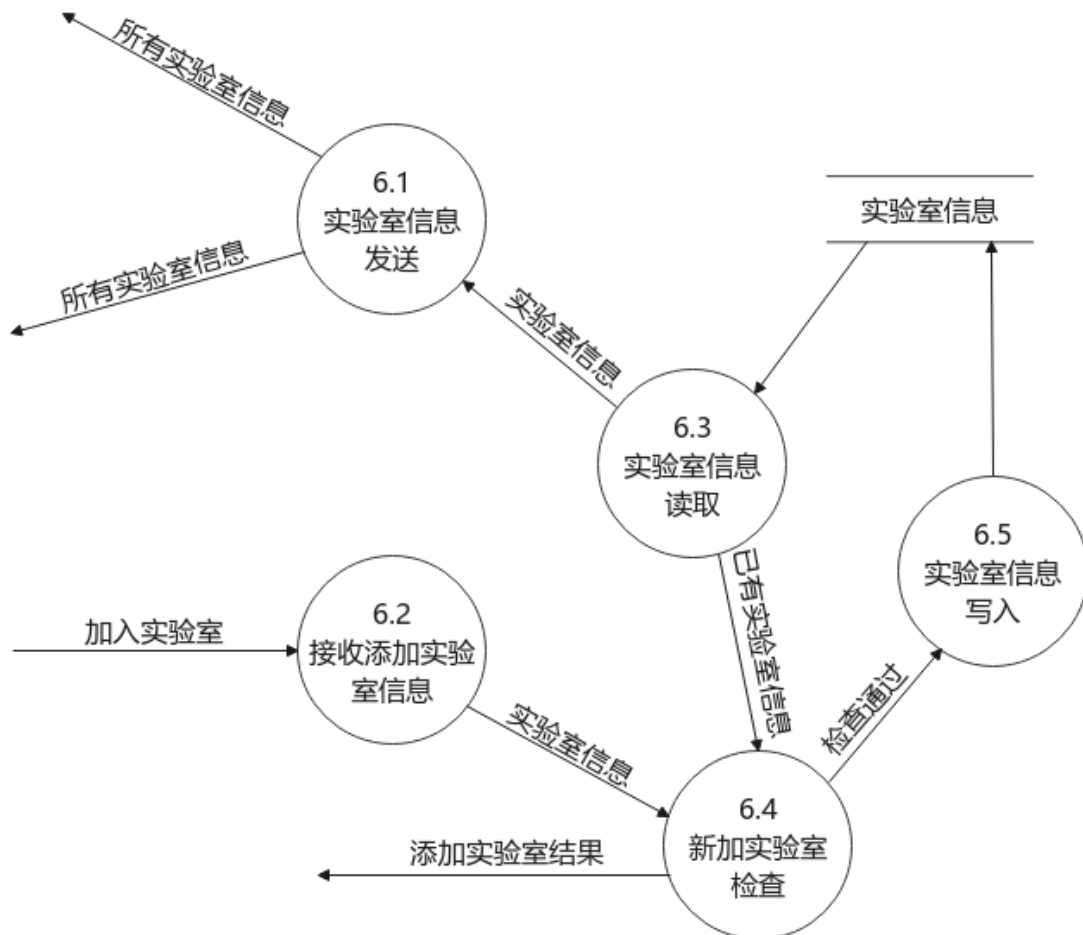 所有实验室信息
6.1
实验室信息
发送
实验室信息
所有实验室信息
实验室信息
6.3
实验室信息
读取
6.5
实验室信息
写入
已有实验室信息
加入实验室
6.2
接收添加实验
室信息
检查通过
实验室信息
6.4
新加实验室
检查
添加实验室结果